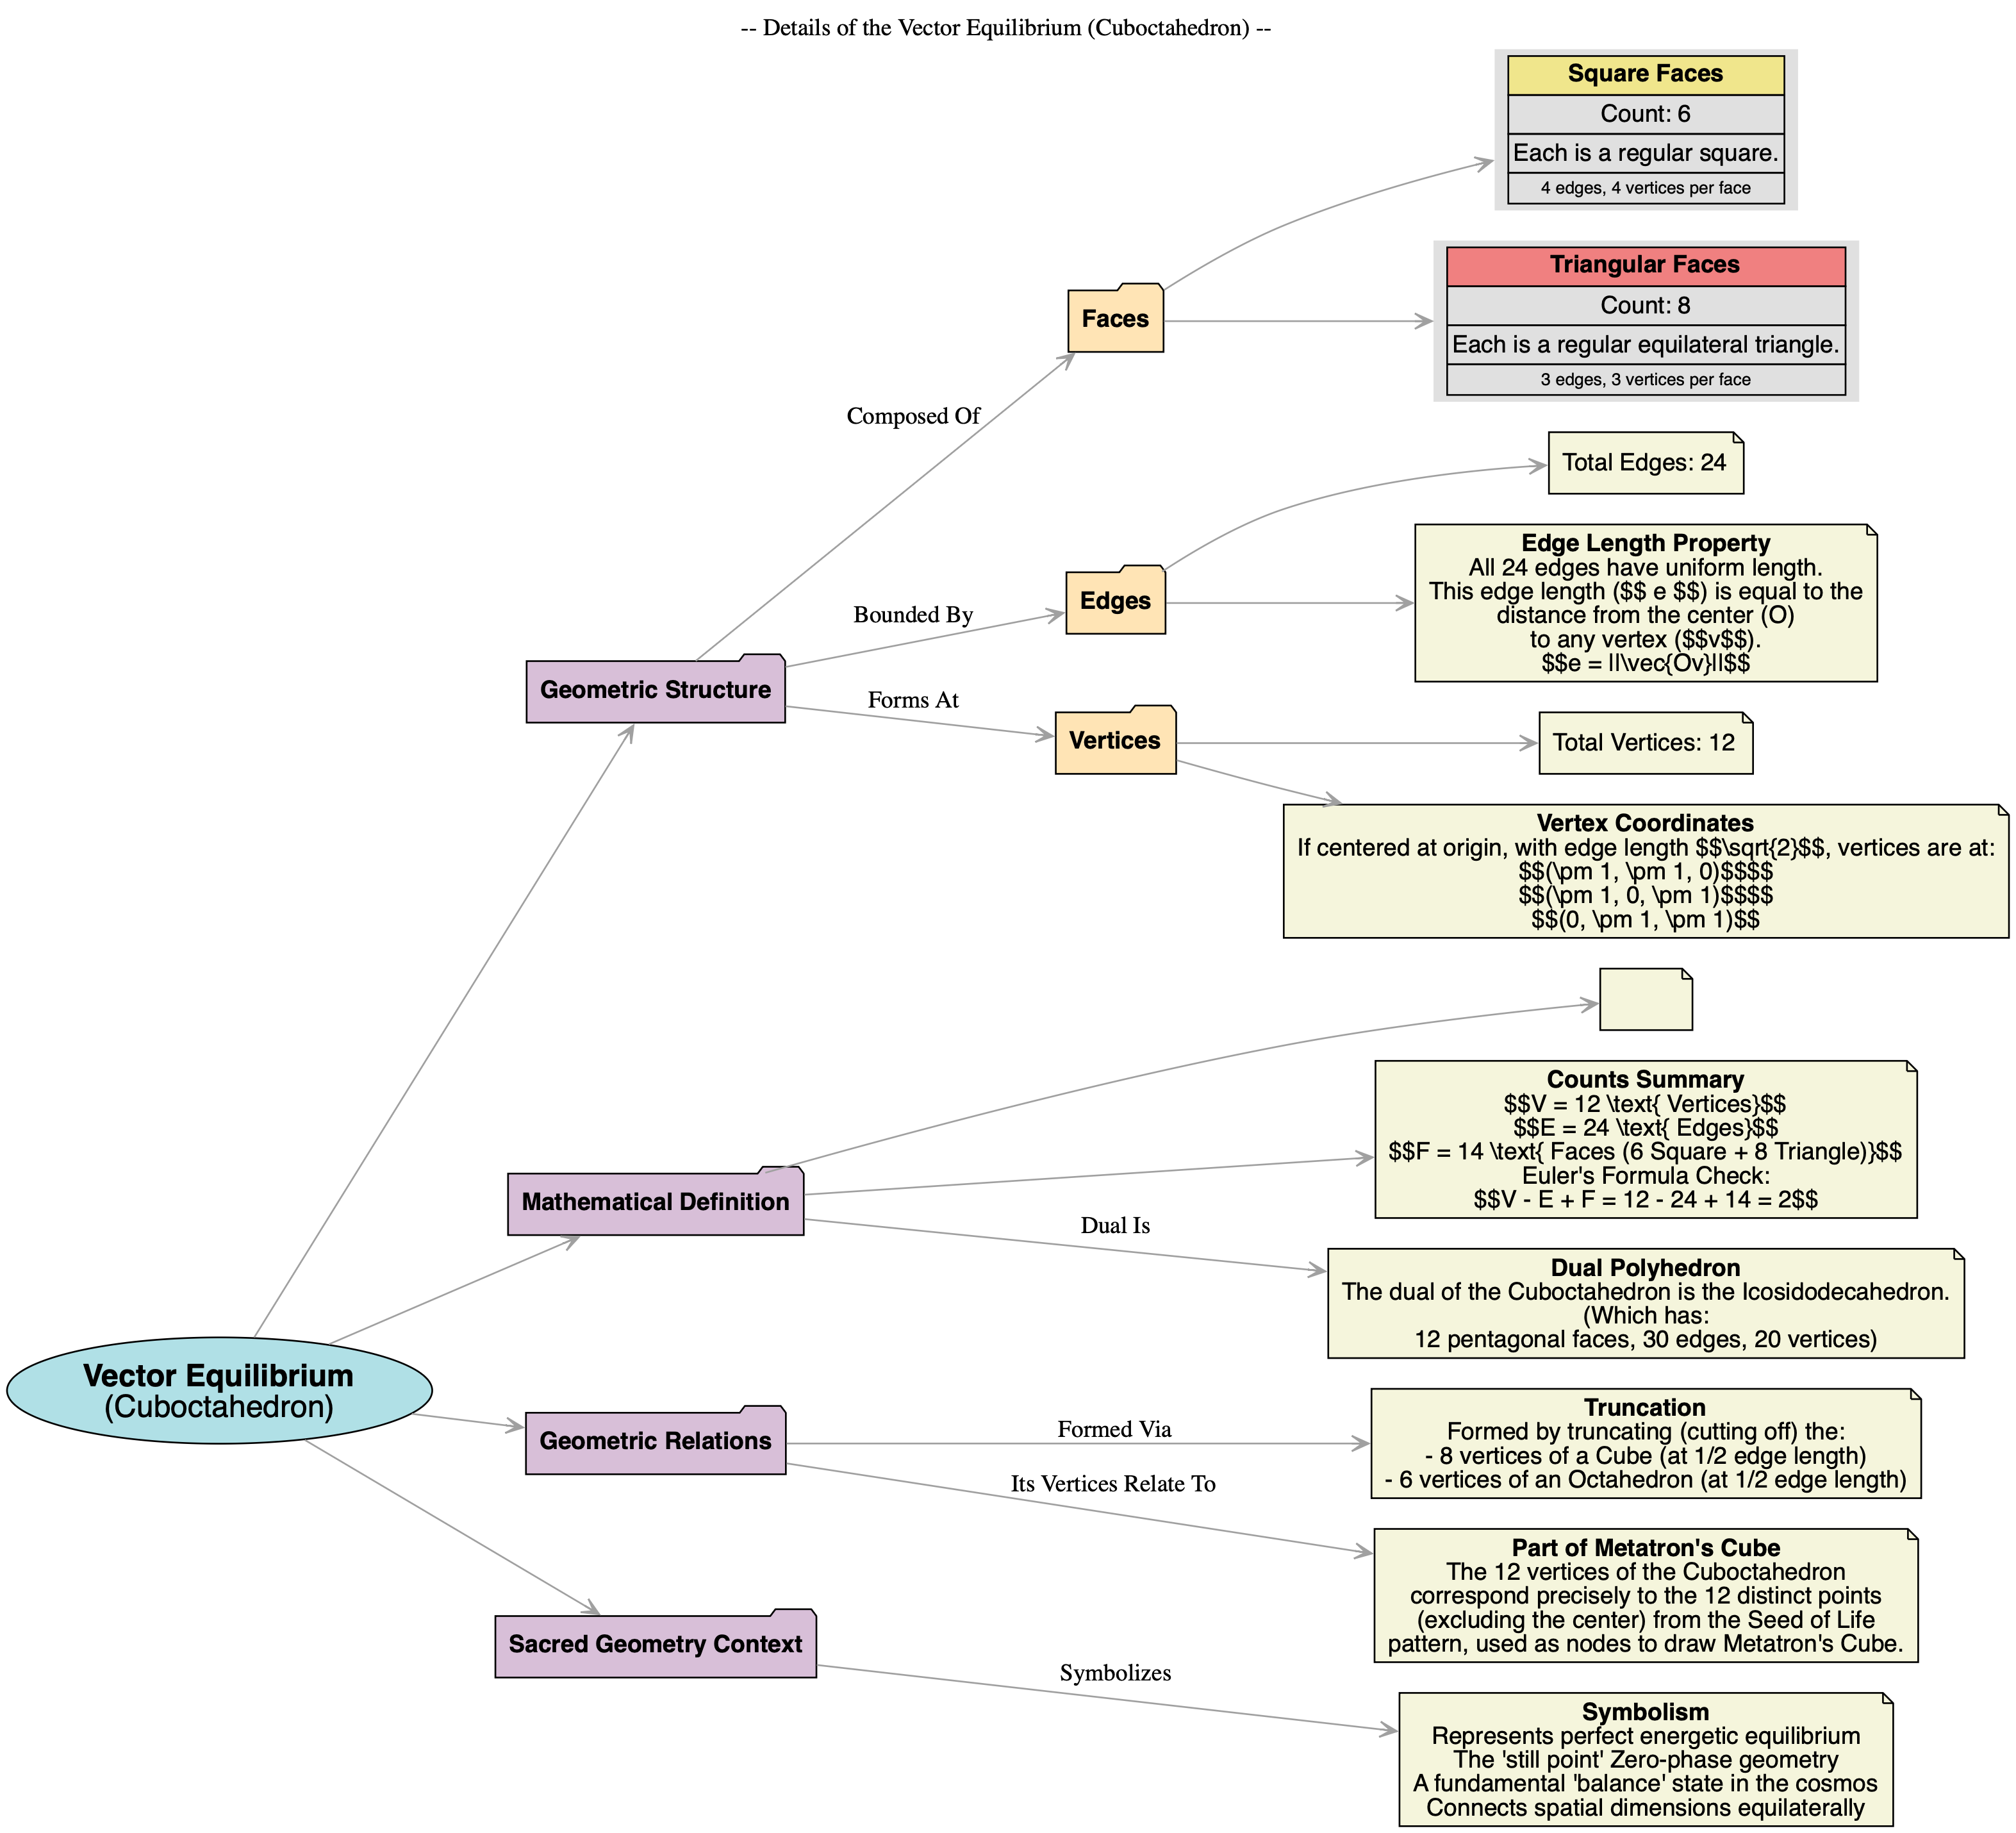 -- Details of the Vector Equilibrium (Cuboctahedron) --
Square Faces
Count: 6
Each is a regular square.
4 edges, 4 vertices per face
Triangular Faces
Count: 8
Each is a regular equilateral triangle.
3 edges, 3 vertices per face
Faces
Composed Of
Total Edges: 24
Edge Length Property
All 24 edges have uniform length.
This edge length ($$ e $$) is equal to the
distance from the center (O)
to any vertex ($$v$$).
$$e = ||\vec{Ov}||$$
Edges
Bounded By
Geometric Structure
Forms At
Vertices
Total Vertices: 12
Vertex Coordinates
If centered at origin, with edge length $$\sqrt{2}$$, vertices are at:
$$(\pm 1, \pm 1, 0)$$$$
$$(\pm 1, 0, \pm 1)$$$$
$$(0, \pm 1, \pm 1)$$
Counts Summary
$$V = 12 \text{ Vertices}$$
$$E = 24 \text{ Edges}$$
$$F = 14 \text{ Faces (6 Square + 8 Triangle)}$$
Euler's Formula Check:
$$V - E + F = 12 - 24 + 14 = 2$$
Mathematical Definition
Dual Is
Dual Polyhedron
The dual of the Cuboctahedron is the Icosidodecahedron.
(Which has:
12 pentagonal faces, 30 edges, 20 vertices)
Vector Equilibrium
(Cuboctahedron)
Geometric Relations
Formed Via
Truncation
Formed by truncating (cutting off) the:
- 8 vertices of a Cube (at 1/2 edge length)
- 6 vertices of an Octahedron (at 1/2 edge length)
Its Vertices Relate To
Part of Metatron's Cube
The 12 vertices of the Cuboctahedron
correspond precisely to the 12 distinct points
(excluding the center) from the Seed of Life
pattern, used as nodes to draw Metatron's Cube.
Sacred Geometry Context
Symbolizes
Symbolism
Represents perfect energetic equilibrium
The 'still point' Zero-phase geometry
A fundamental 'balance' state in the cosmos
Connects spatial dimensions equilaterally